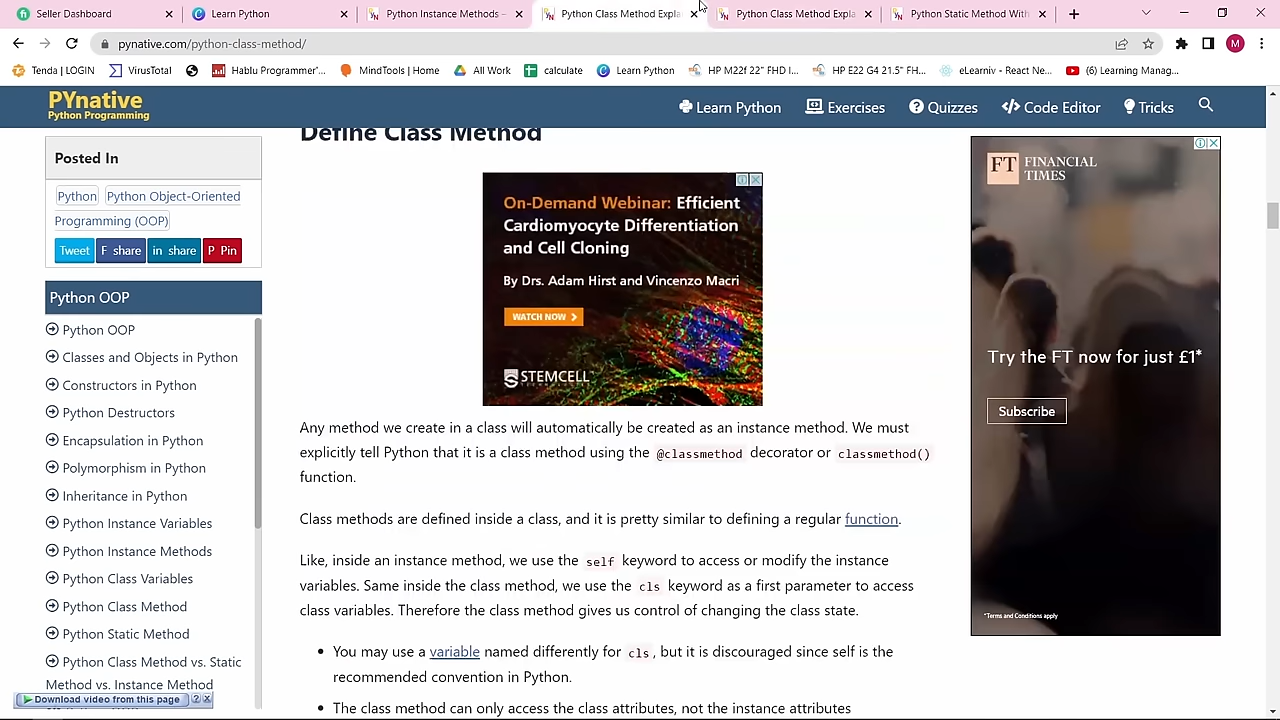 Seller Dashboard
Learn Python
Python Instance Methods –
Python Class Method Expla
Python Class Method Expla
Python Static Method With
pynative.com/python-class-method/
M
Tenda | LOGIN
VirusTotal
Hablu Programmer'...
MindTools | Home
All Work
calculate
Learn Python
HP M22f 22" FHD I...
HP E22 G4 21.5" FH...
eLearniv - React Ne...
(6) Learning Manag...
PYnative
Python Programming
Learn Python
Exercises
Quizzes
Code Editor
Tricks
Define Class Method
Posted In
Python
Python Object-Oriented
Programming (OOP)
Tweet
F share
in share
P Pin
Python OOP
Python OOP
Classes and Objects in Python
Constructors in Python
Python Destructors
Encapsulation in Python
Polymorphism in Python
Inheritance in Python
Python Instance Variables
Python Instance Methods
Python Class Variables
Python Class Method
Python Static Method
Python Class Method vs. Static
Method vs. Instance Method
Download video from this page
On-Demand Webinar: Efficient
Cardiomyocyte Differentiation
and Cell Cloning
By Drs. Adam Hirst and Vincenzo Macri
WATCH NOW
STEMCELL
Any method we create in a class will automatically be created as an instance method. We must
explicitly tell Python that it is a class method using the @classmethod decorator or classmethod()
function.
Class methods are defined inside a class, and it is pretty similar to defining a regular function.
Like, inside an instance method, we use the self keyword to access or modify the instance
variables. Same inside the class method, we use the cls keyword as a first parameter to access
class variables. Therefore the class method gives us control of changing the class state.
• You may use a variable named differently for cls, but it is discouraged since self is the
recommended convention in Python.
• The class method can only access the class attributes, not the instance attributes
FT
FINANCIAL
TIMES
Try the FT now for just £1*
Subscribe
*Terms and Conditions apply